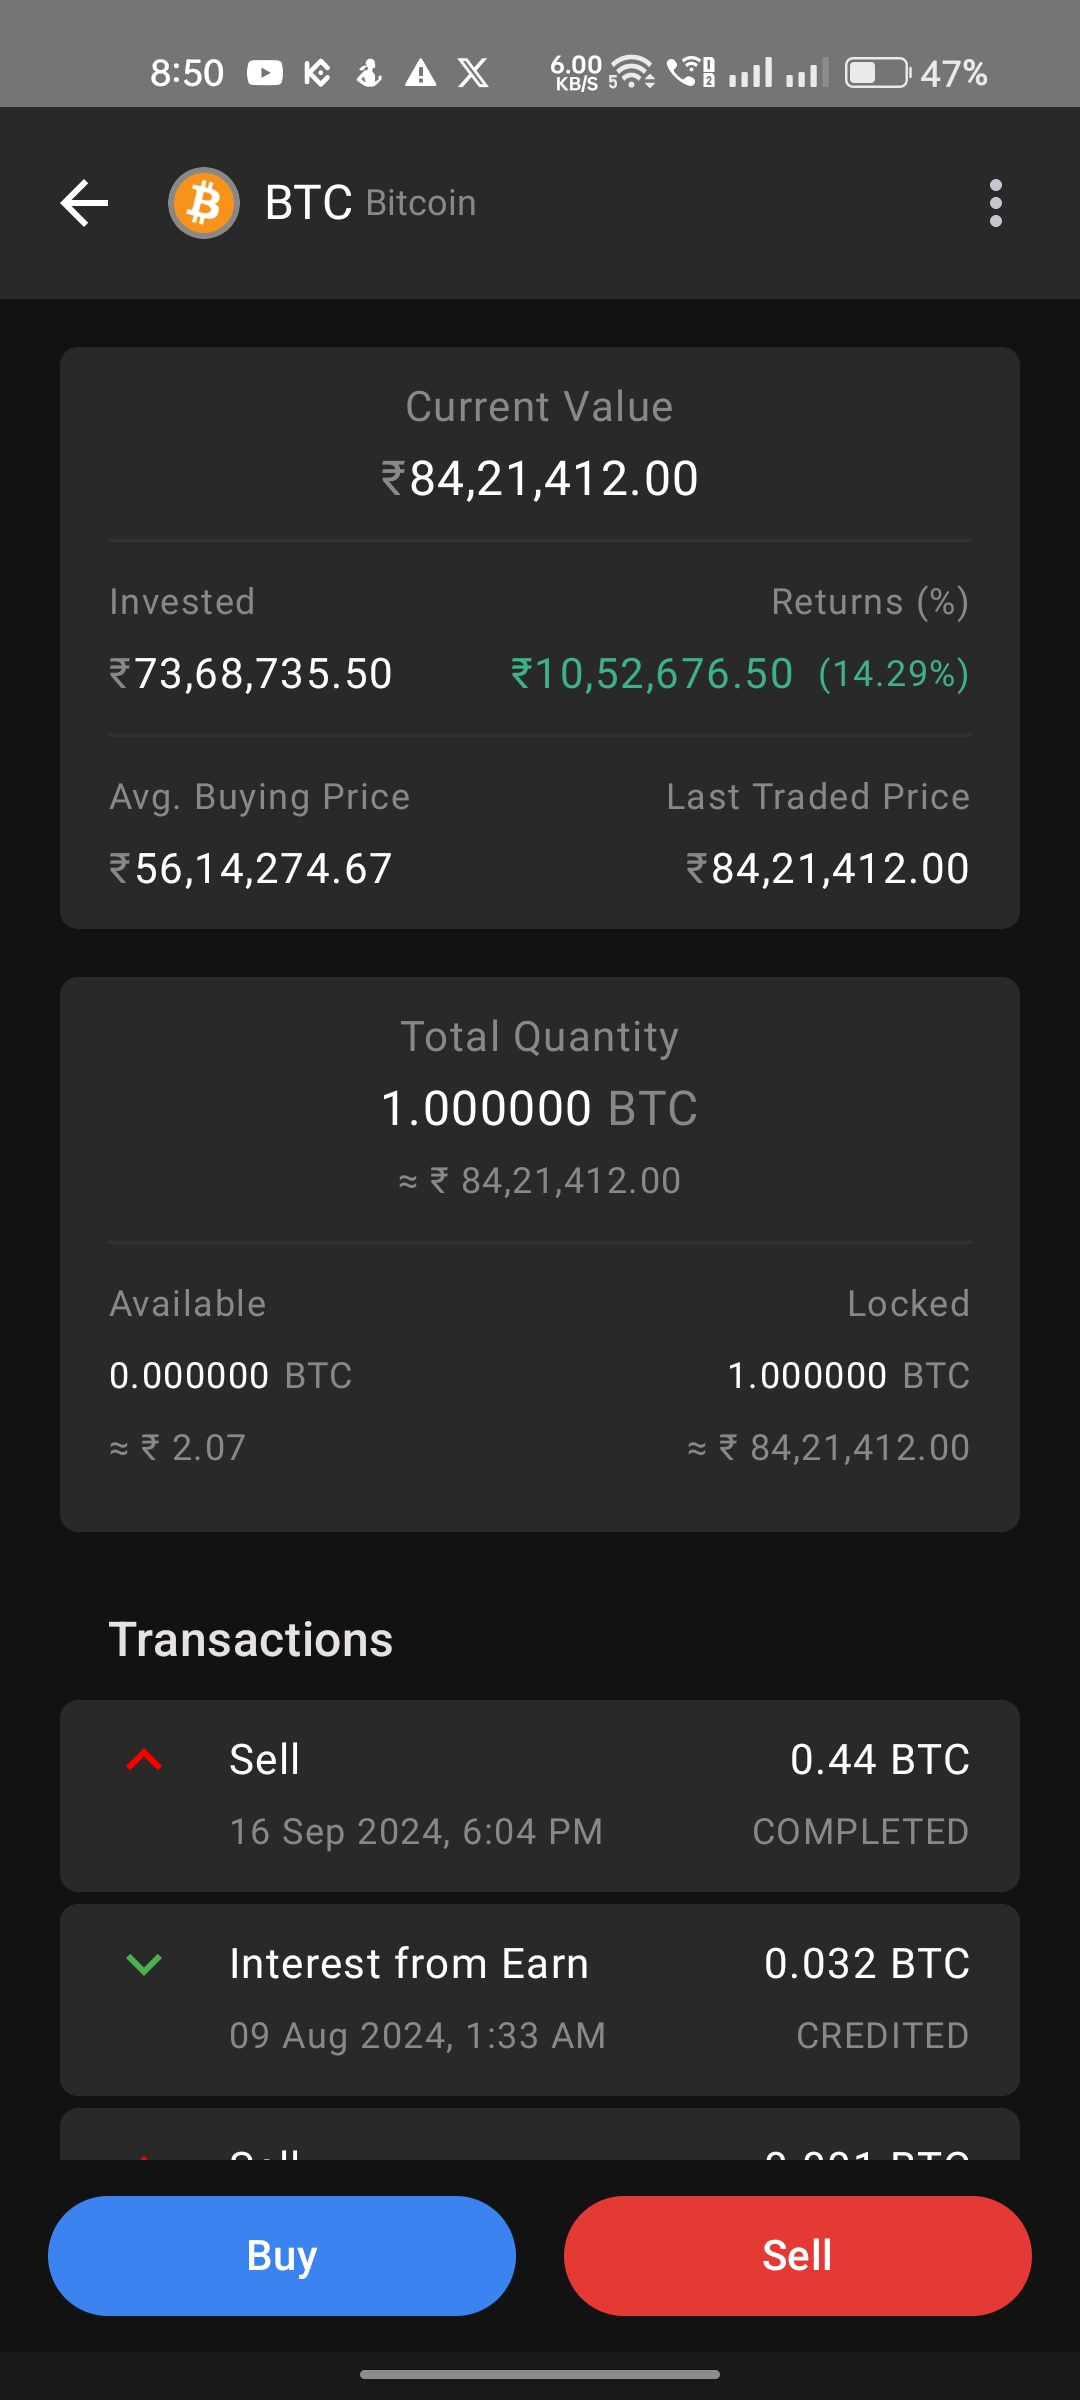 8:50 6.00 KB/S 5 47%
BTC Bitcoin
Current Value
₹84,21,412.00
Invested Returns (%)
₹73,68,735.50 ₹10,52,676.50 (14.29%)
Avg. Buying Price Last Traded Price
₹56,14,274.67 ₹84,21,412.00
Total Quantity
1.000000 BTC
≈ ₹ 84,21,412.00
Available Locked
0.000000 BTC 1.000000 BTC
≈ ₹ 2.07 ≈ ₹ 84,21,412.00
Transactions
Sell 0.44 BTC
16 Sep 2024, 6:04 PM COMPLETED
Interest from Earn 0.032 BTC
09 Aug 2024, 1:33 AM CREDITED
Buy Sell